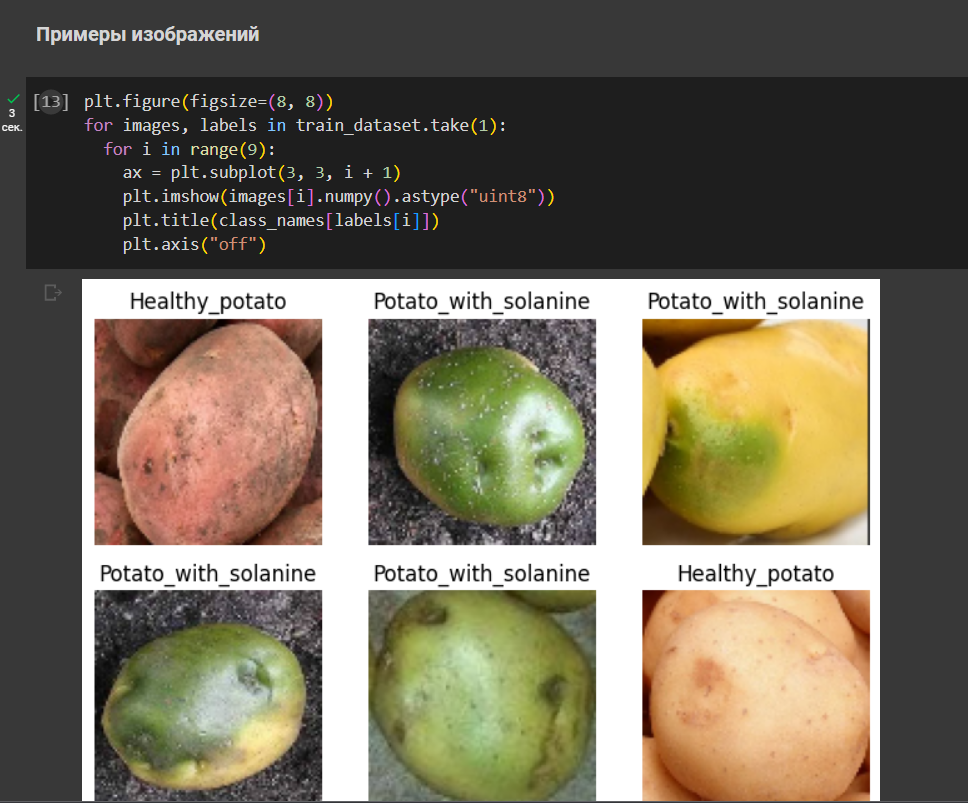 Примеры изображений
3
сек.
[13] plt.figure(figsize=(8, 8))
for images, labels in train_dataset.take(1):
  for i in range(9):
    ax = plt.subplot(3, 3, i + 1)
    plt.imshow(images[i].numpy().astype("uint8"))
    plt.title(class_names[labels[i]])
    plt.axis("off")
Healthy_potato Potato_with_solanine Potato_with_solanine
Potato_with_solanine Potato_with_solanine Healthy_potato